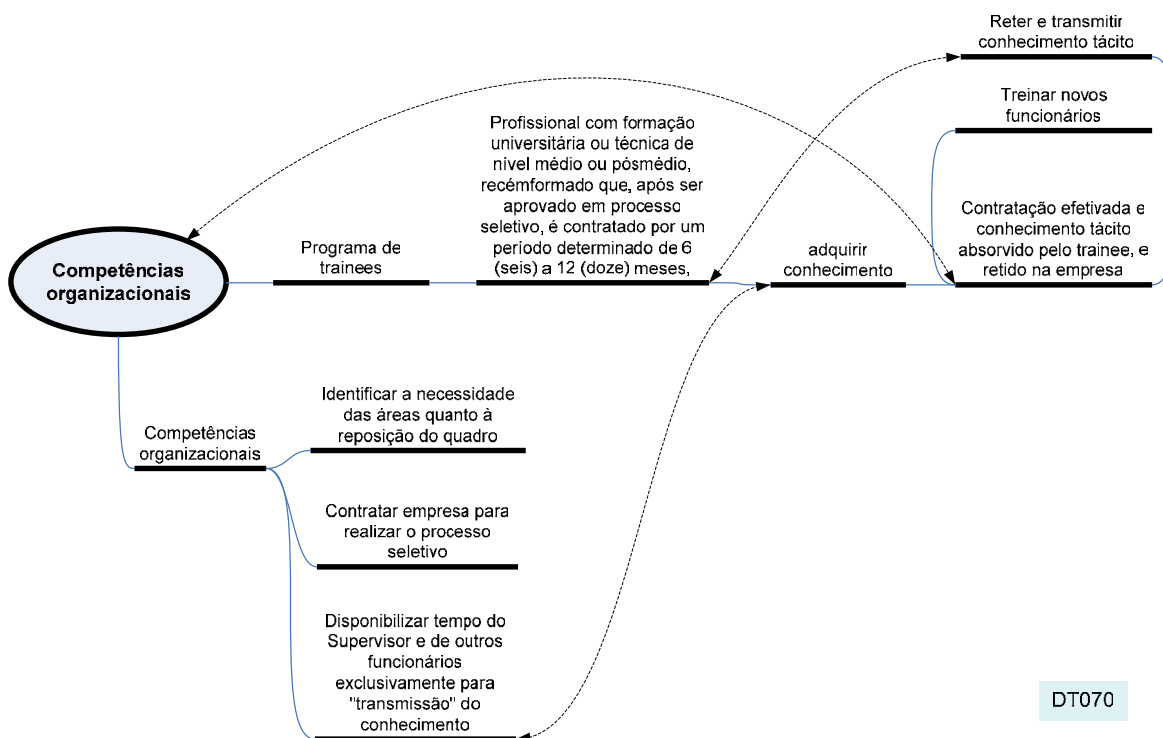 Reter e transmitir
conhecimento tácito
Treinar novos
funcionários
Profissional com formação
universitária ou técnica de
nível médio ou pósmédio,
recémformado que, após ser
aprovado em processo
seletivo, é contratado por um
período determinado de 6
(seis) a 12 (doze) meses,
Contratação efetivada e
conhecimento tácito
absorvido pelo trainee, e
retido na empresa
Competências
organizacionais
Programa de
trainees
adquirir
conhecimento
Identificar a necessidade
das áreas quanto à
reposição do quadro
Competências
organizacionais
Contratar empresa para
realizar o processo
seletivo
Disponibilizar tempo do
Supervisor e de outros
funcionários
exclusivamente para
"transmissão" do
conhecimento
DT070